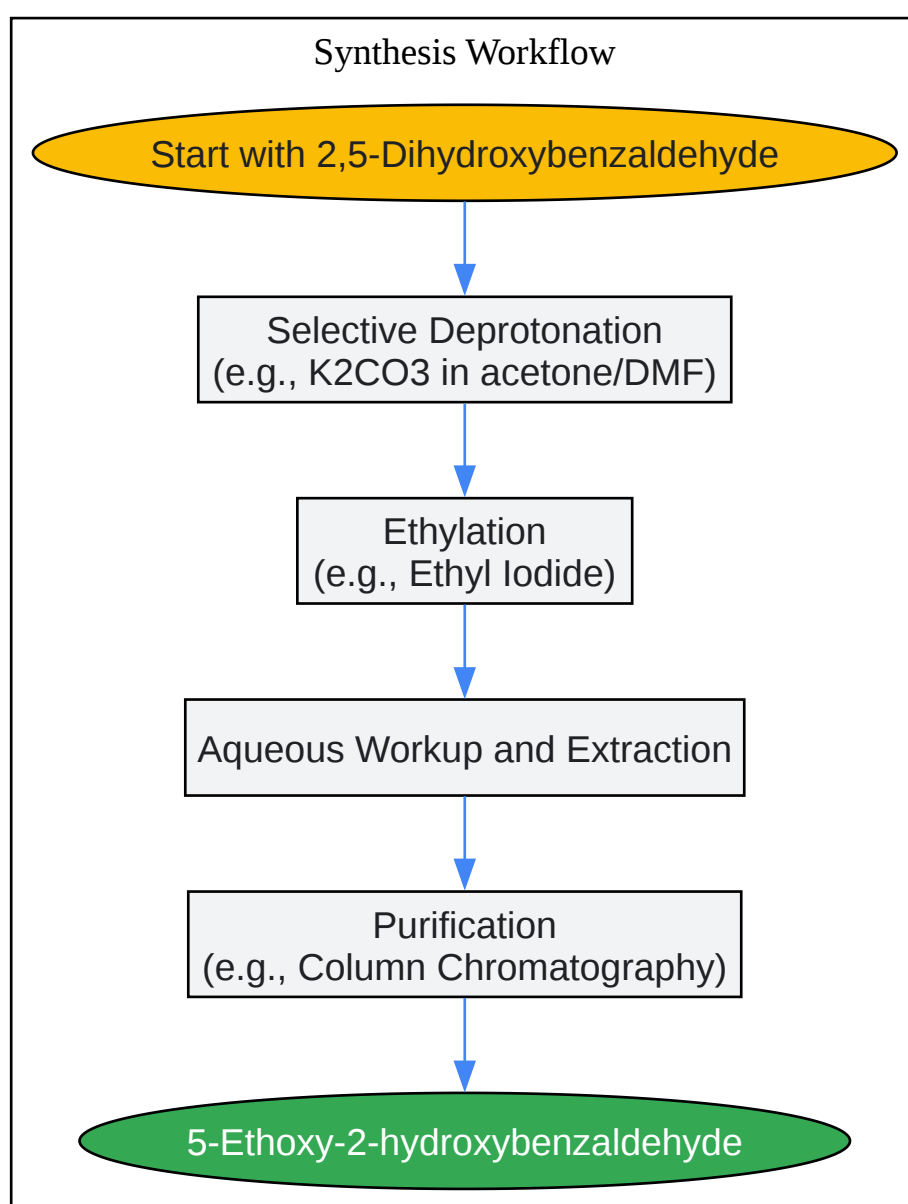 Synthesis Workflow
Start with 2,5-Dihydroxybenzaldehyde
Selective Deprotonation
(e.g., K2CO3 in acetone/DMF)
Ethylation
(e.g., Ethyl Iodide)
Aqueous Workup and Extraction
Purification
(e.g., Column Chromatography)
5-Ethoxy-2-hydroxybenzaldehyde